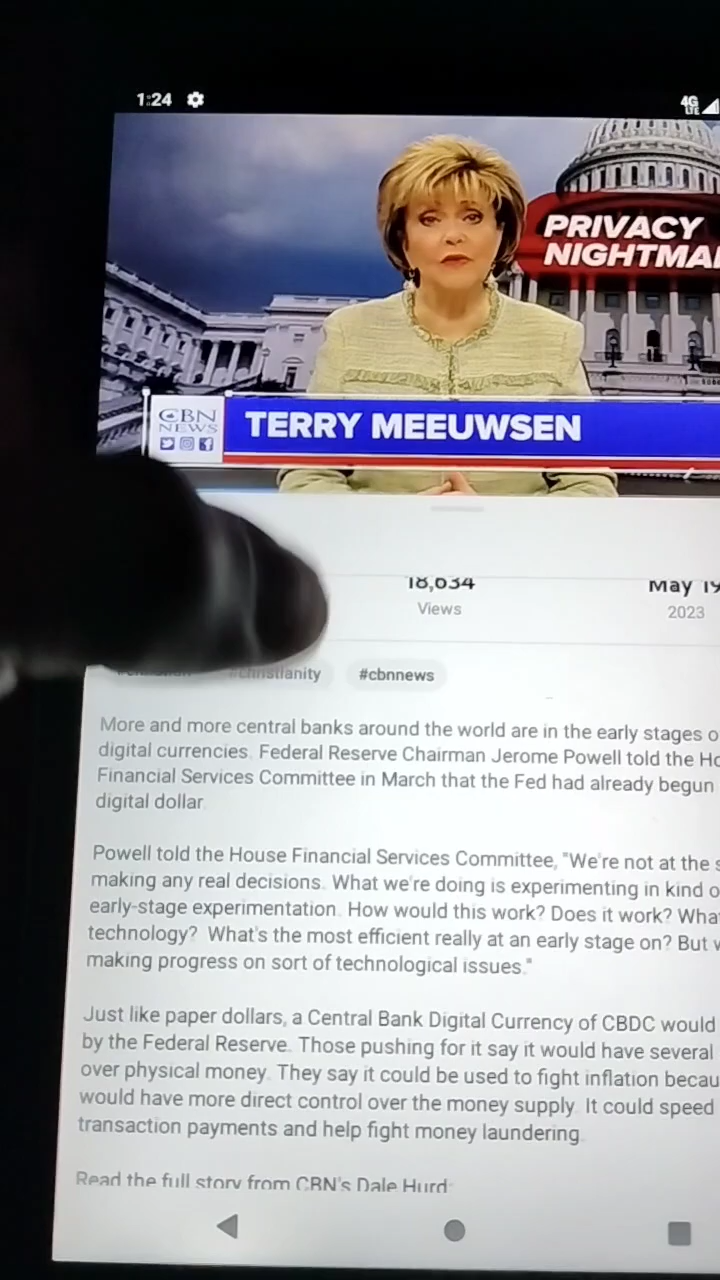 1:24
4G
LTE
PRIVACY
NIGHTMA
CBN
NEWS
TERRY MEEUWSEN
18,634
May 19
Views
2023
#christianity
#cbnnews
More and more central banks around the world are in the early stages o
digital currencies. Federal Reserve Chairman Jerome Powell told the Ho
Financial Services Committee in March that the Fed had already begun
digital dollar.
Powell told the House Financial Services Committee, "We're not at the s
making any real decisions. What we're doing is experimenting in kind o
early-stage experimentation. How would this work? Does it work? Wha
technology? What's the most efficient really at an early stage on? But w
making progress on sort of technological issues."
Just like paper dollars, a Central Bank Digital Currency of CBDC would
by the Federal Reserve. Those pushing for it say it would have several
over physical money. They say it could be used to fight inflation becau
would have more direct control over the money supply. It could speed
transaction payments and help fight money laundering.
Read the full story from CBN's Dale Hurd: